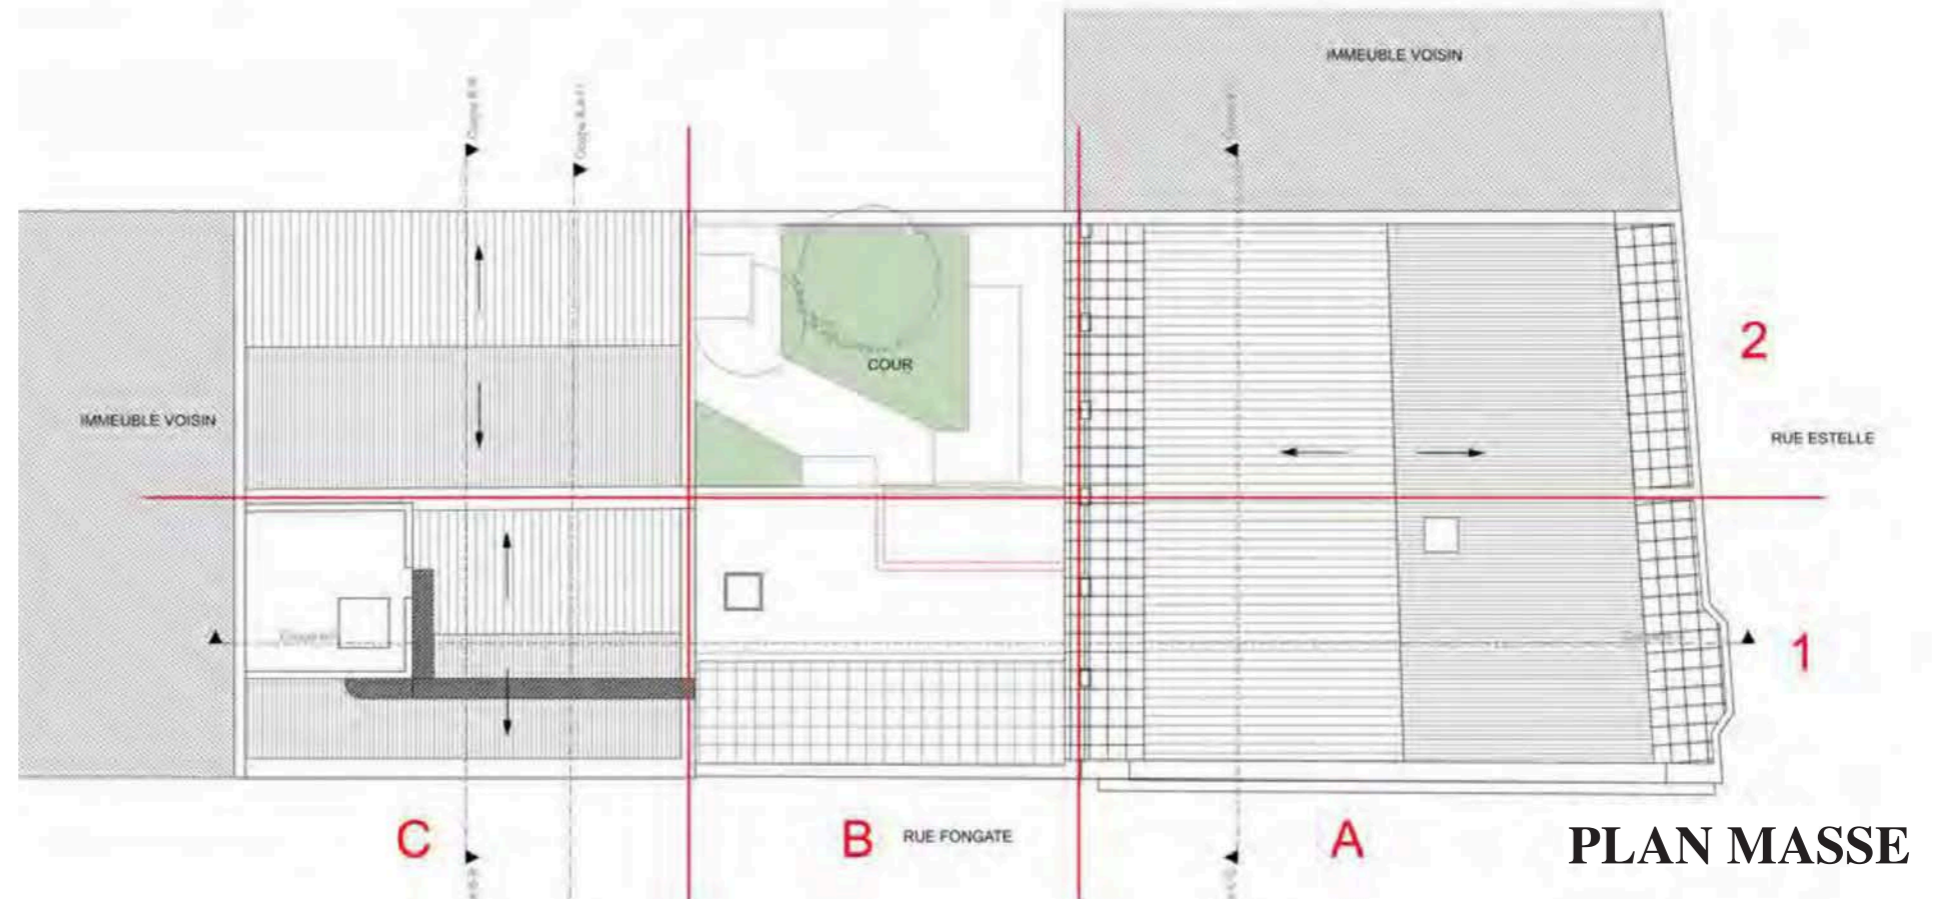 IMMEUBLE VOISIN
2
COUR
IMMEUBLE VOISIN
RUE ESTELLE
1
C
B
RUE FONGATE
A
PLAN MASSE